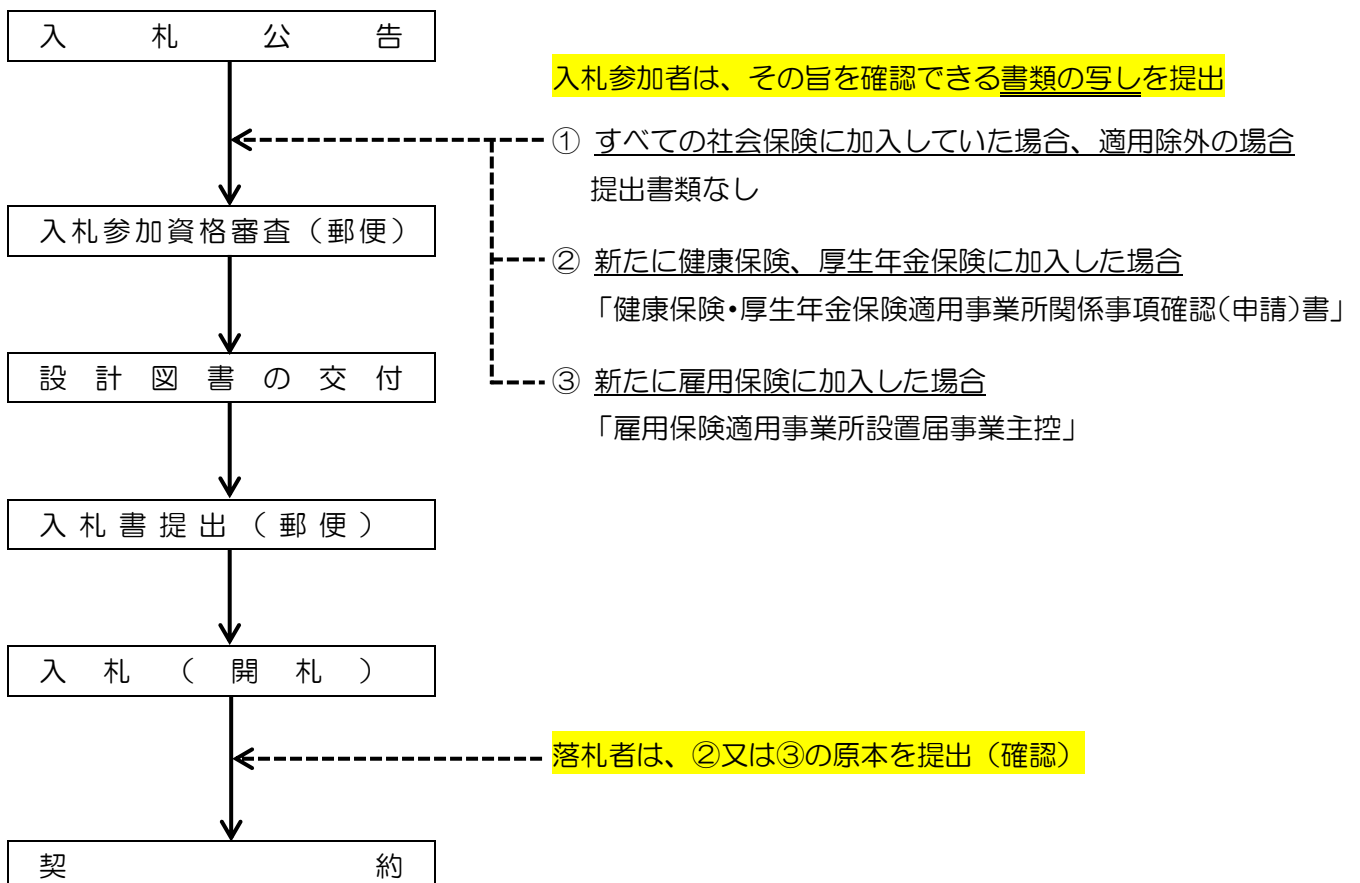 入札公告
入札参加者は、その旨を確認できる書類の写しを提出
① すべての社会保険に加入していた場合、適用除外の場合
提出書類なし
入札参加資格審査（郵便）
② 新たに健康保険、厚生年金保険に加入した場合
「健康保険・厚生年金保険適用事業所関係事項確認（申請）書」
設計図書の交付
③ 新たに雇用保険に加入した場合
「雇用保険適用事業所設置届事業主控」
入札書提出（郵便）
入札（開札）
落札者は、②又は③の原本を提出（確認）
契約